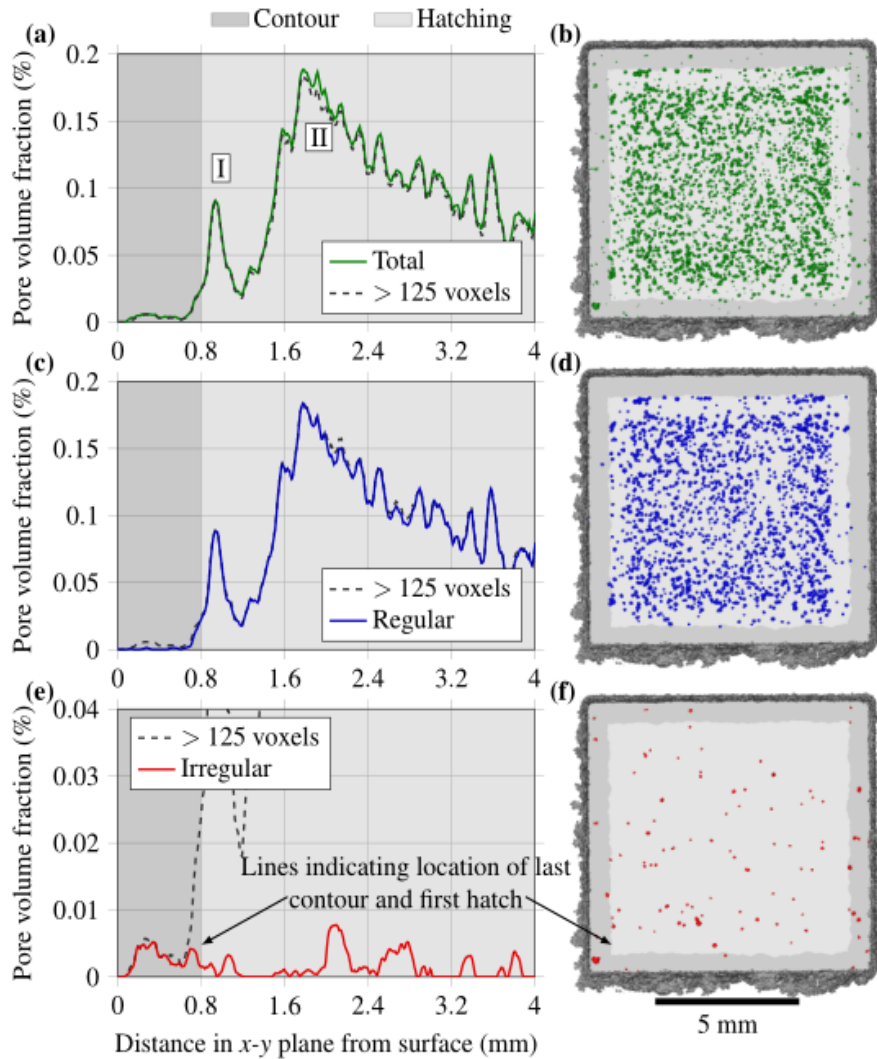 Contour Hatching
(a)
Pore volume fraction (%)
0.2
0.15
0.1
0.05
0
I
II
Total
> 125 voxels
0 0.8 1.6 2.4 3.2 4
(b)
(c)
Pore volume fraction (%)
0.2
0.15
0.1
0.05
0
> 125 voxels
Regular
0 0.8 1.6 2.4 3.2 4
(d)
(e)
Pore volume fraction (%)
0.04
0.03
0.02
0.01
0
> 125 voxels
Irregular
Lines indicating location of last
contour and first hatch
0 0.8 1.6 2.4 3.2 4
Distance in x-y plane from surface (mm)
(f)
5 mm